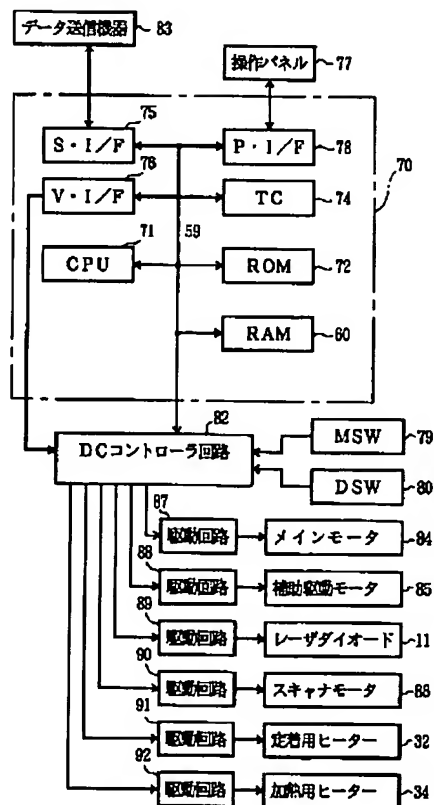 データ送信機器 83
操作パネル 77
75
S・I/F
P・I/F 78
76
V・I/F
TC 74
70
71
59
CPU
ROM 72
RAM 60
82
DCコントローラ回路
MSW 79
DSW 80
87
駆動回路 メインモータ 84
88
駆動回路 補助駆動モータ 85
89
駆動回路 レーザダイオード 11
90
駆動回路 スキャナモータ
91
駆動回路 定着用ヒーター 32
92
駆動回路 加熱用ヒーター 34